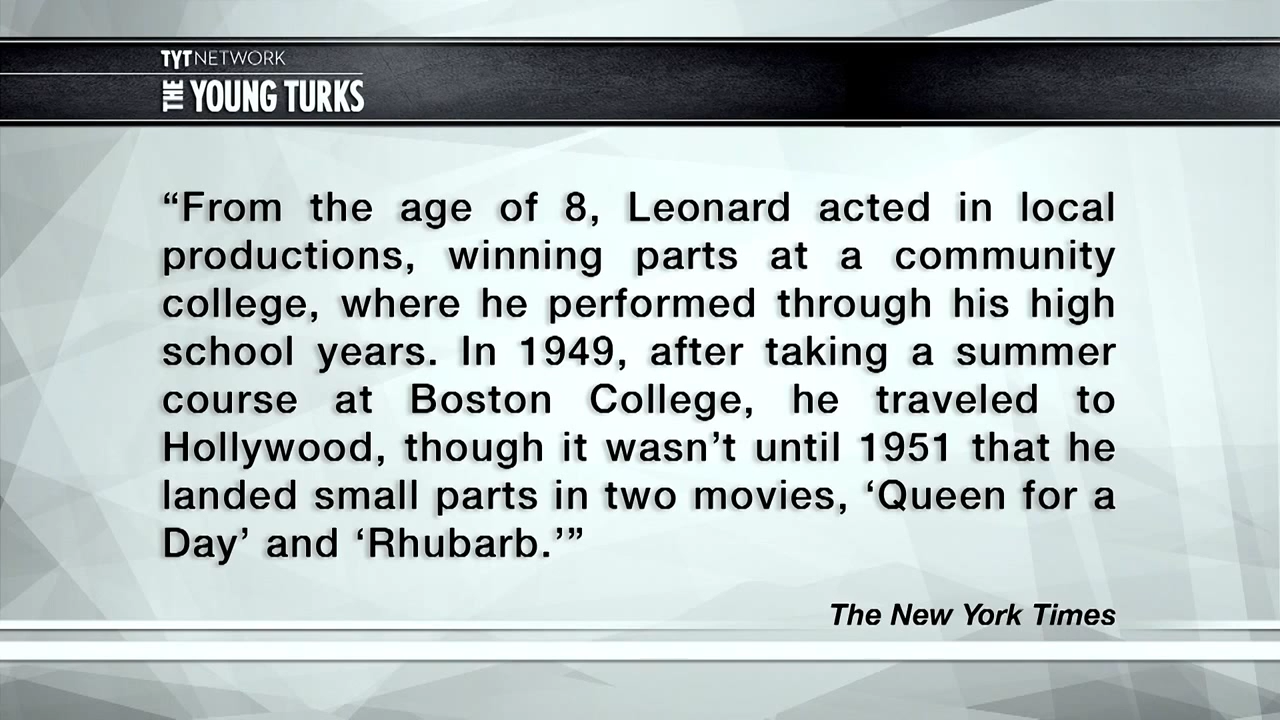 TYT NETWORK
THE YOUNG TURKS
“From the age of 8, Leonard acted in local
productions, winning parts at a community
college, where he performed through his high
school years. In 1949, after taking a summer
course at Boston College, he traveled to
Hollywood, though it wasn’t until 1951 that he
landed small parts in two movies, ‘Queen for a
Day’ and ‘Rhubarb.’”
The New York Times